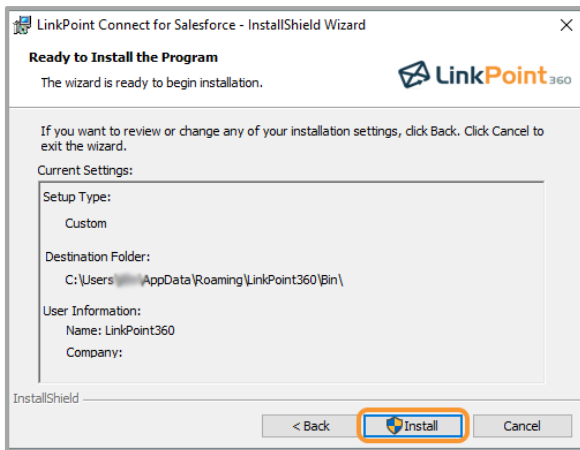 LinkPoint Connect for Salesforce - InstallShield Wizard
Ready to Install the Program
The wizard is ready to begin installation.
LinkPoint360
If you want to review or change any of your installation settings, click Back. Click Cancel to
exit the wizard.
Current Settings:
Setup Type:
Custom
Destination Folder:
C:\Users\ \AppData\Roaming\LinkPoint360\Bin\
User Information:
Name: LinkPoint360
Company:
InstallShield
< Back
Install
Cancel